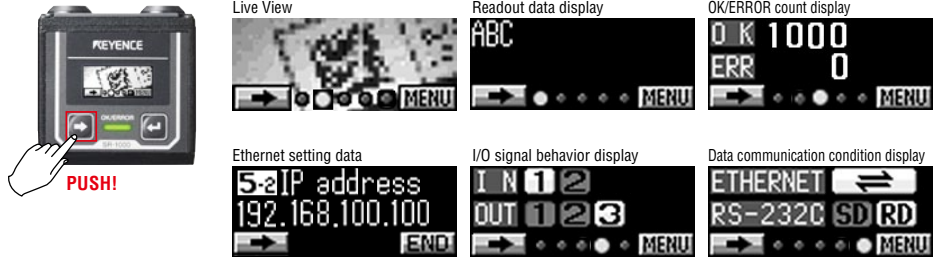 KEYENCE
OK/ERROR
SR-1000
PUSH!
Live View
MENU
Readout data display
ABC
MENU
OK/ERROR count display
OK 1000
ERR 0
MENU
Ethernet setting data
5-2 IP address
192.168.100.100
END
I/O signal behavior display
IN 1 2
OUT 1 2 3
MENU
Data communication condition display
ETHERNET
RS-232C SD RD
MENU